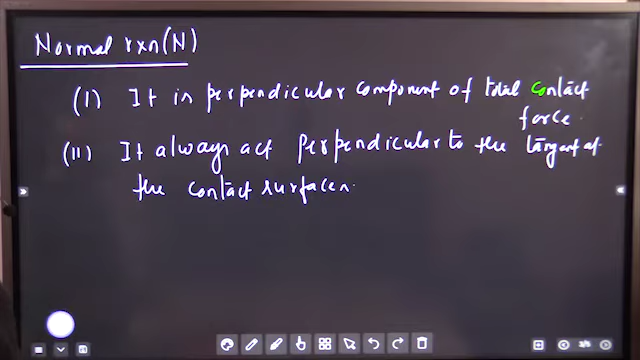 Normal rxn(N)
(I) It is perpendicular component of total contact
force.
(II) It always act perpendicular to the tangent of
the contact surfaces.